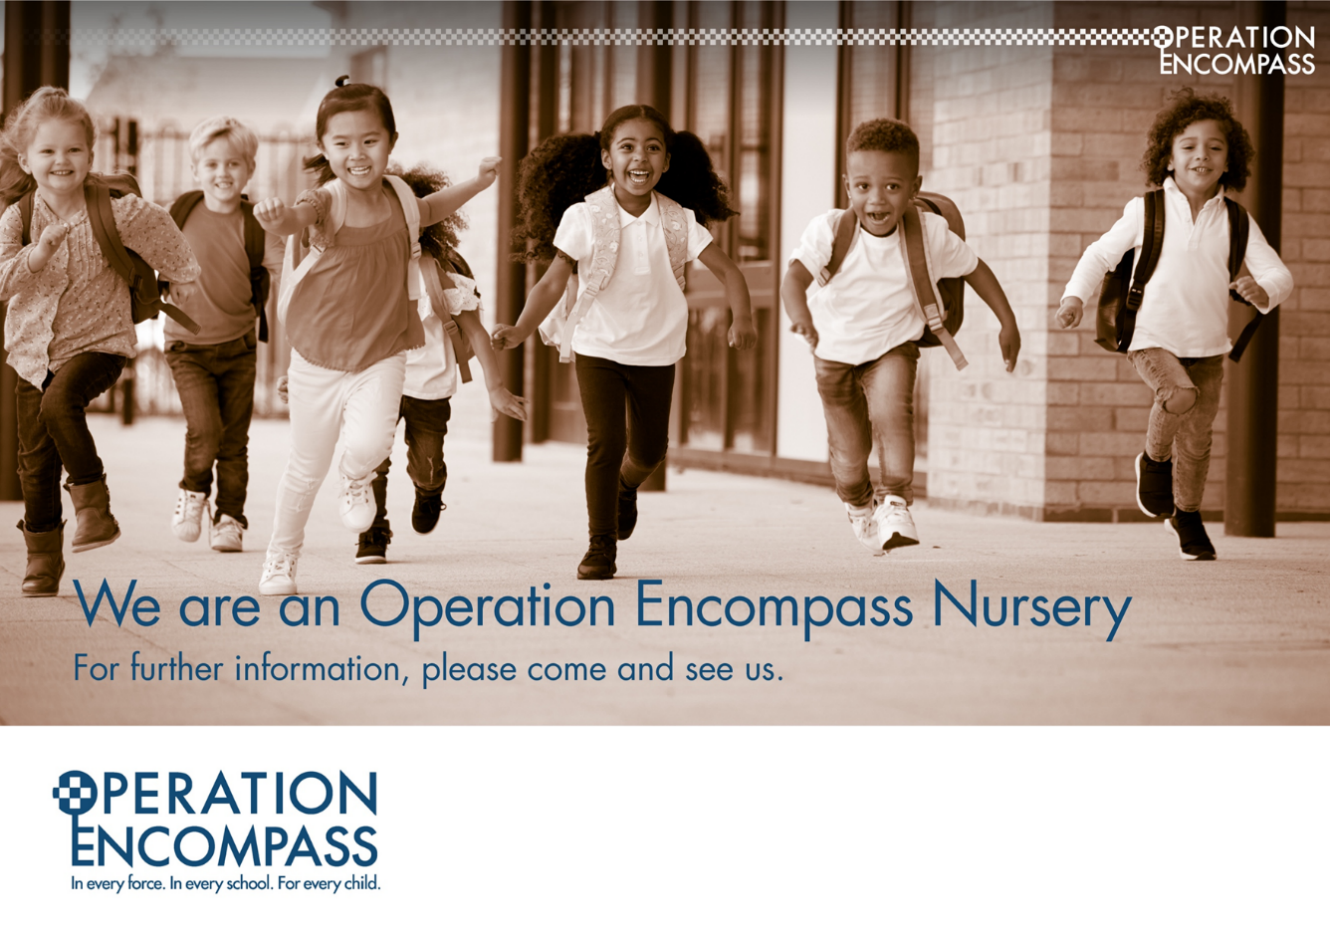 OPERATION
ENCOMPASS
We are an Operation Encompass Nursery
For further information, please come and see us.
OPERATION
ENCOMPASS
In every force. In every school. For every child.